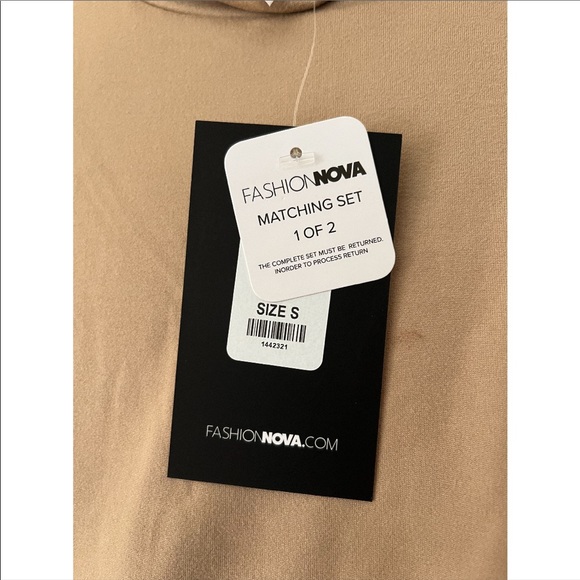 FASHIONNOVA
MATCHING SET
1 OF 2
THE COMPLETE SET MUST BE RETURNED.
INORDER TO PROCESS RETURN
SIZE S
1442321
FASHIONNOVA.COM